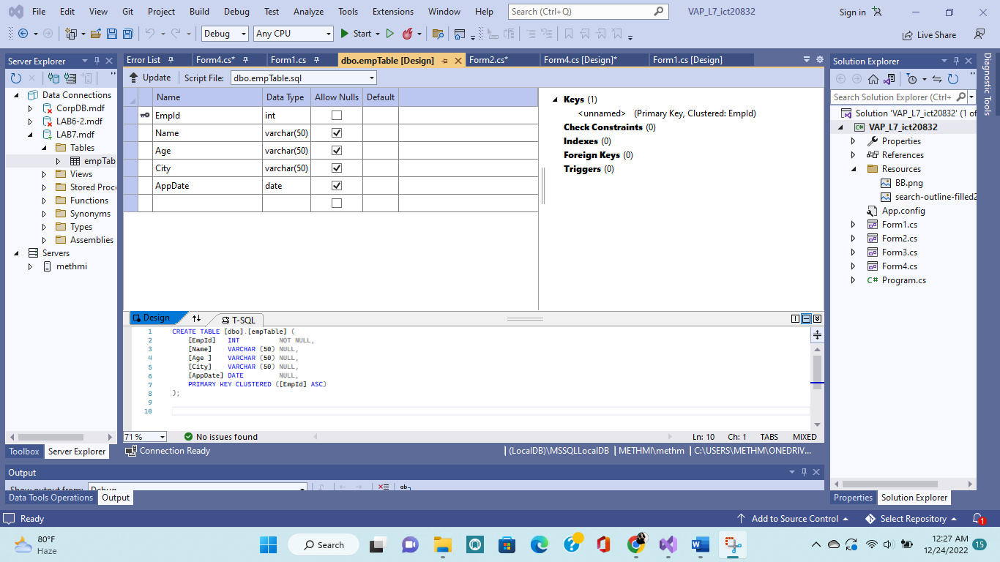 File Edit View Git Project Build Debug Test Analyze Tools Extensions Window Help Search (Ctrl+Q) VAP_L7_ict20832 Sign in
Debug Any CPU Start Live Share
Server Explorer
Data Connections
CorpDB.mdf
LAB6-2.mdf
LAB7.mdf
Tables
empTab
Views
Stored Proc
Functions
Synonyms
Types
Assemblies
Servers
methmi
Toolbox Server Explorer
Error List Form4.cs* Form1.cs dbo.empTable [Design] Form2.cs* Form4.cs [Design]* Form1.cs [Design]
Update Script File: dbo.empTable.sql
Name Data Type Allow Nulls Default
EmpId int
Name varchar(50)
Age varchar(50)
City varchar(50)
AppDate date
Keys (1)
<unnamed> (Primary Key, Clustered: EmpId)
Check Constraints (0)
Indexes (0)
Foreign Keys (0)
Triggers (0)
Design T-SQL
1 CREATE TABLE [dbo].[empTable] (
2 [EmpId] INT NOT NULL,
3 [Name] VARCHAR (50) NULL,
4 [Age ] VARCHAR (50) NULL,
5 [City] VARCHAR (50) NULL,
6 [AppDate] DATE NULL,
7 PRIMARY KEY CLUSTERED ([EmpId] ASC)
8 );
9
10
71 % No issues found Ln: 10 Ch: 1 TABS MIXED
Connection Ready (LocalDB)\MSSQLLocalDB METHMI\methm C:\USERS\METHM\ONEDRIV...
Output
Show output from: Debug
Data Tools Operations Output
Solution Explorer
Search Solution Explorer (Ctrl+
Solution 'VAP_L7_ict20832' (1 of
VAP_L7_ict20832
Properties
References
Resources
BB.png
search-outline-filled2
App.config
Form1.cs
Form2.cs
Form3.cs
Form4.cs
C# Program.cs
Properties Solution Explorer
Diagnostic Tools
Ready Add to Source Control Select Repository 1
80°F
Haze
Search
12:27 AM
12/24/2022
15